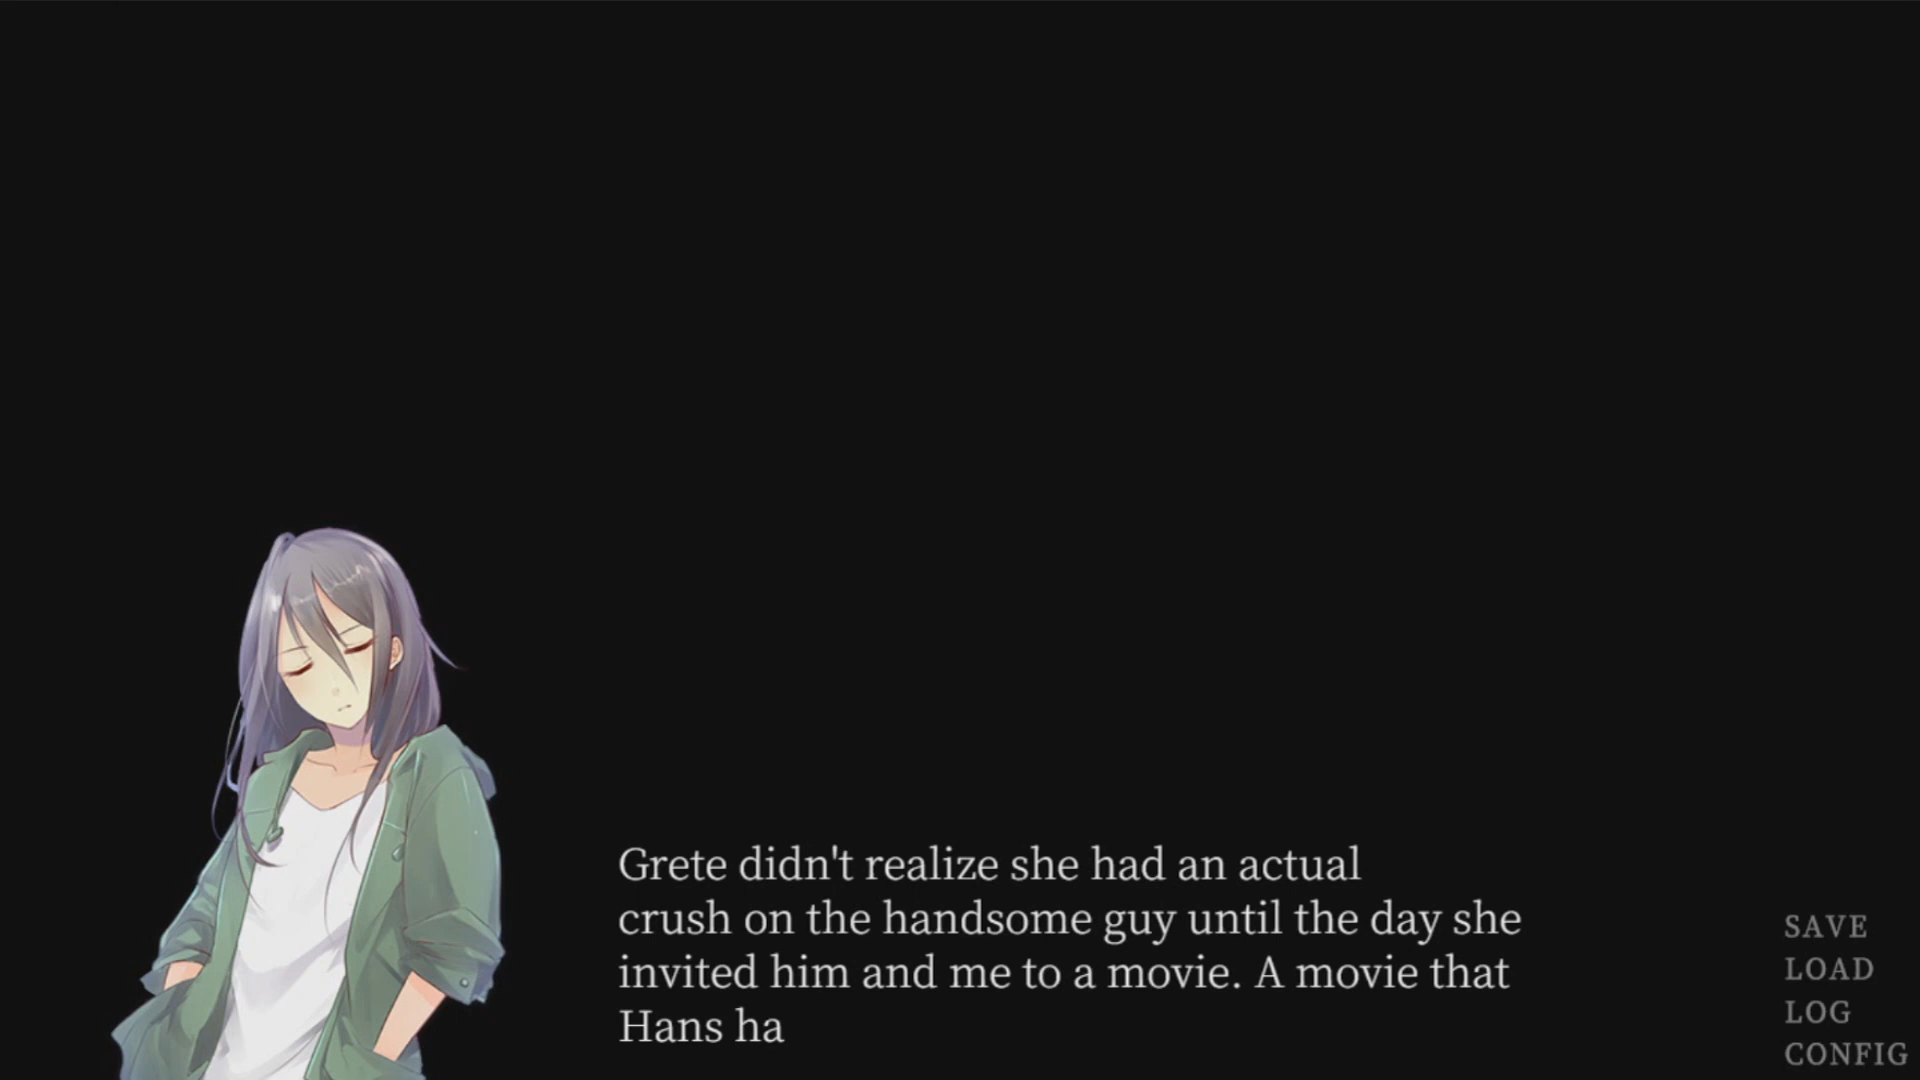 Grete didn't realize she had an actual
crush on the handsome guy until the day she
invited him and me to a movie. A movie that
Hans ha
SAVE
LOAD
LOG
CONFIG